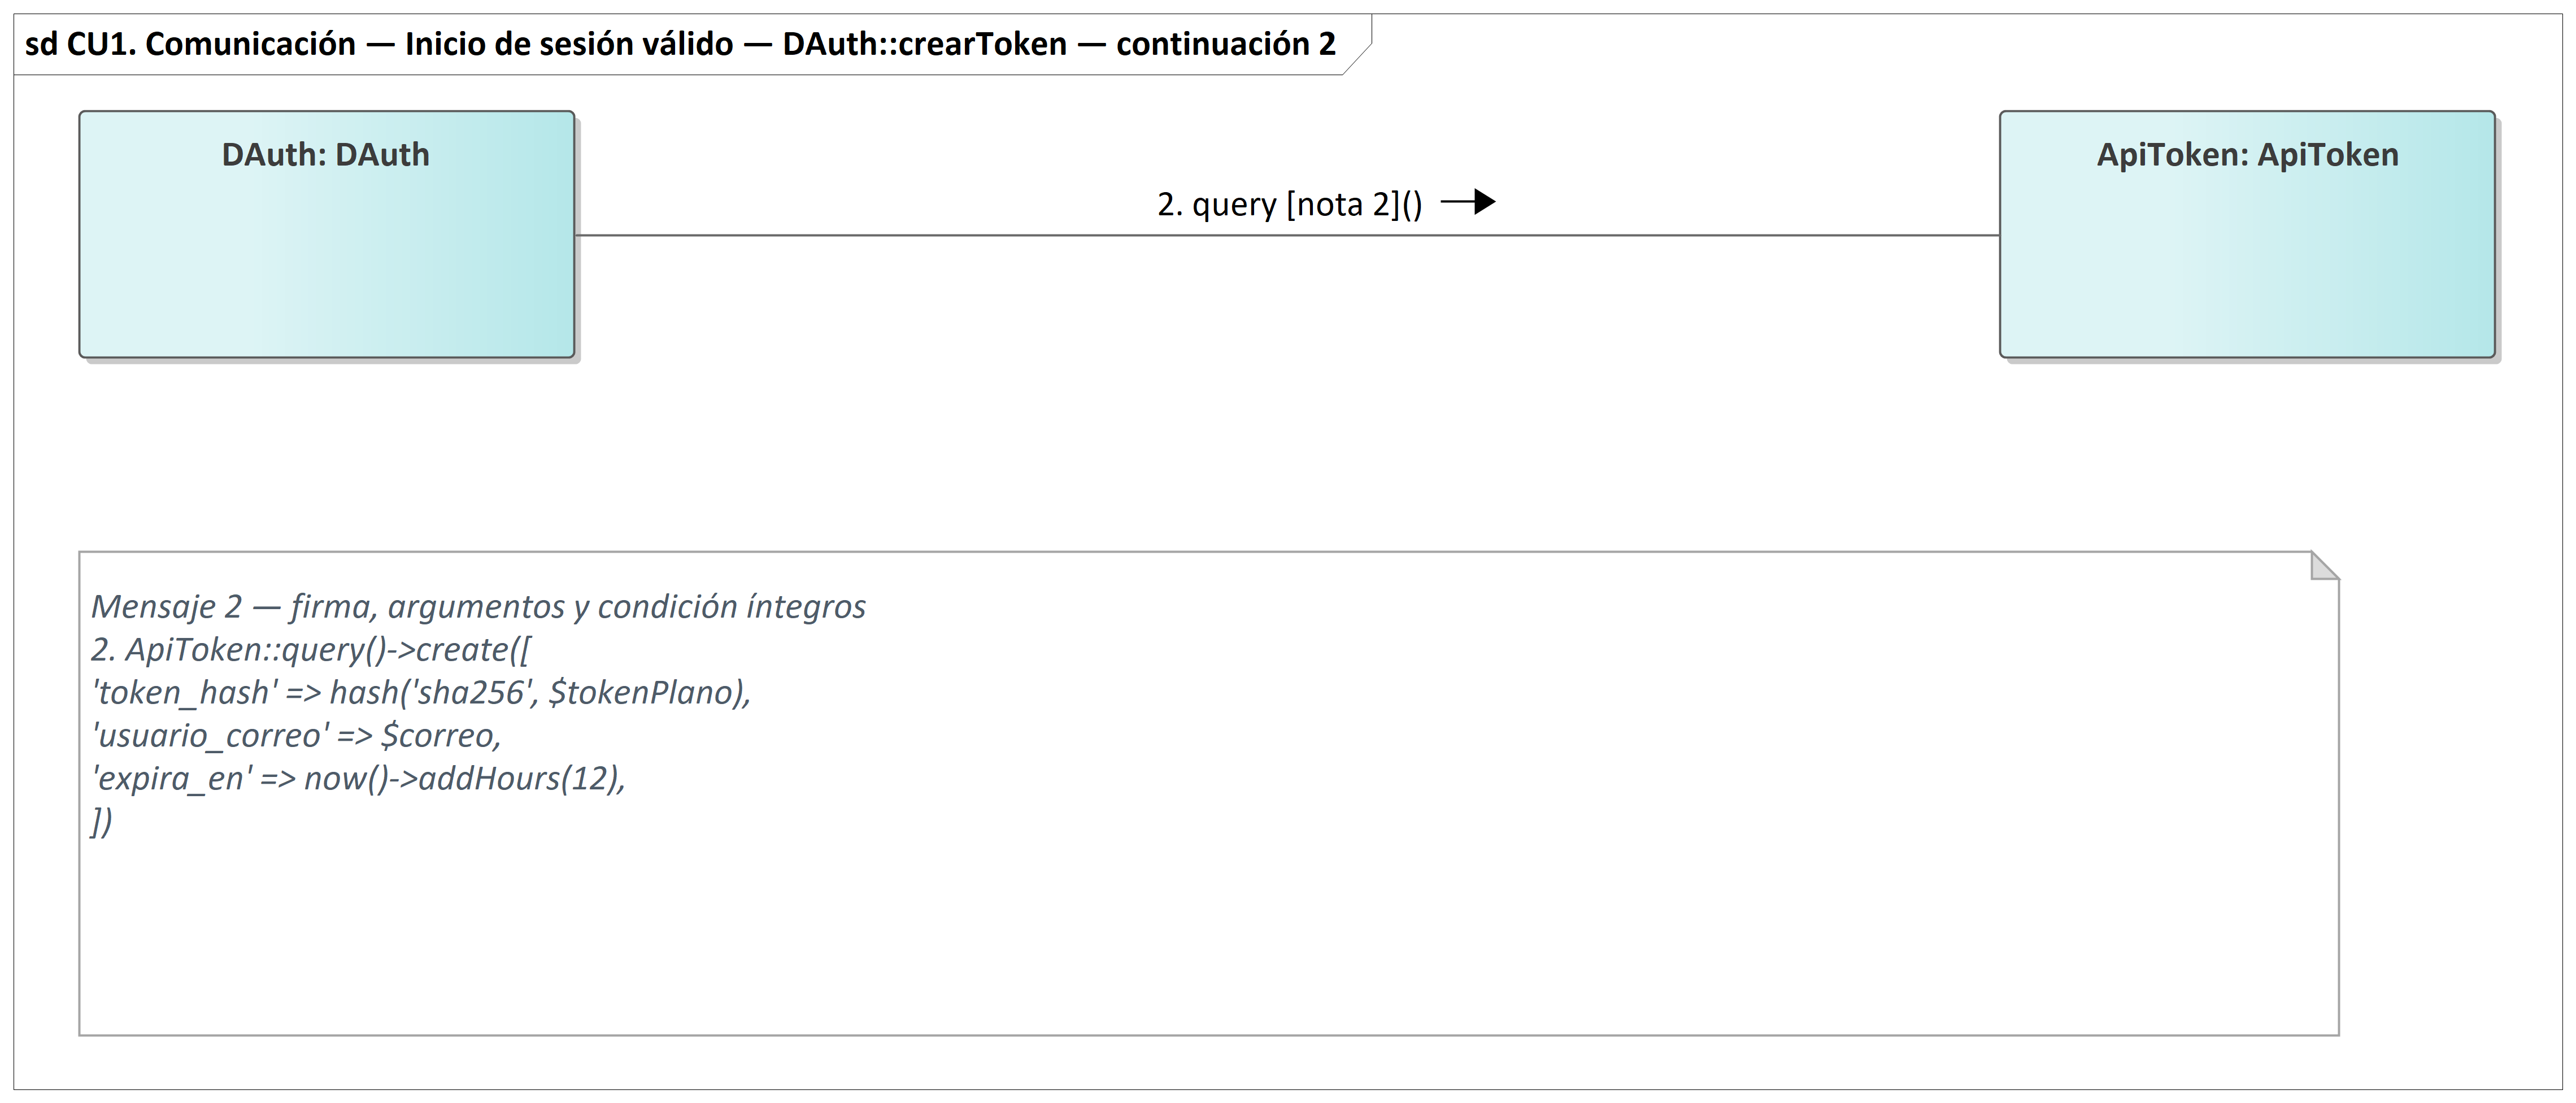 sd CU1. Comunicación — Inicio de sesión válido — DAuth::crearToken — continuación 2
DAuth: DAuth
ApiToken: ApiToken
2. query [nota 2]()
Mensaje 2 — firma, argumentos y condición íntegros
2. ApiToken::query()->create([
'token_hash' => hash('sha256', $tokenPlano),
'usuario_correo' => $correo,
'expira_en' => now()->addHours(12),
])